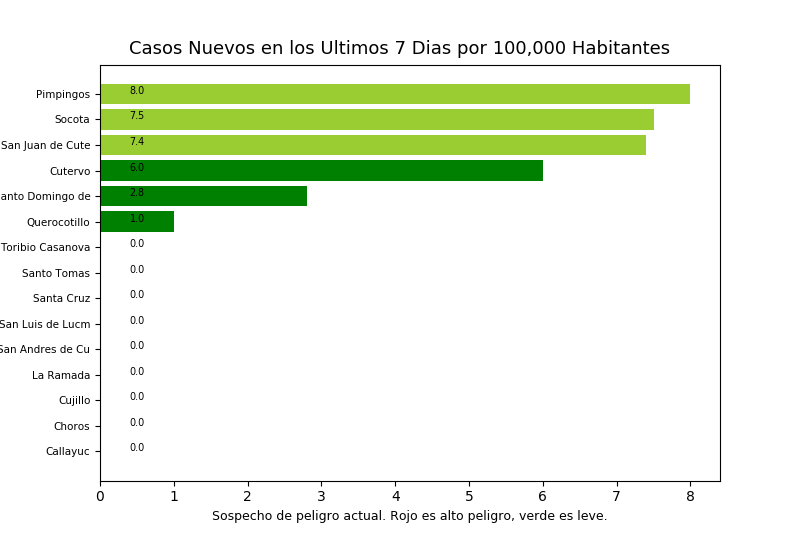 Casos Nuevos en los Ultimos 7 Dias por 100,000 Habitantes
Pimpingos 8.0
Socota 7.5
San Juan de Cute 7.4
Cutervo 6.0
anto Domingo de 2.8
Querocotillo 1.0
Toribio Casanova 0.0
Santo Tomas 0.0
Santa Cruz 0.0
San Luis de Lucm 0.0
San Andres de Cu 0.0
La Ramada 0.0
Cujillo 0.0
Choros 0.0
Callayuc 0.0
0 1 2 3 4 5 6 7 8
Sospecho de peligro actual. Rojo es alto peligro, verde es leve.